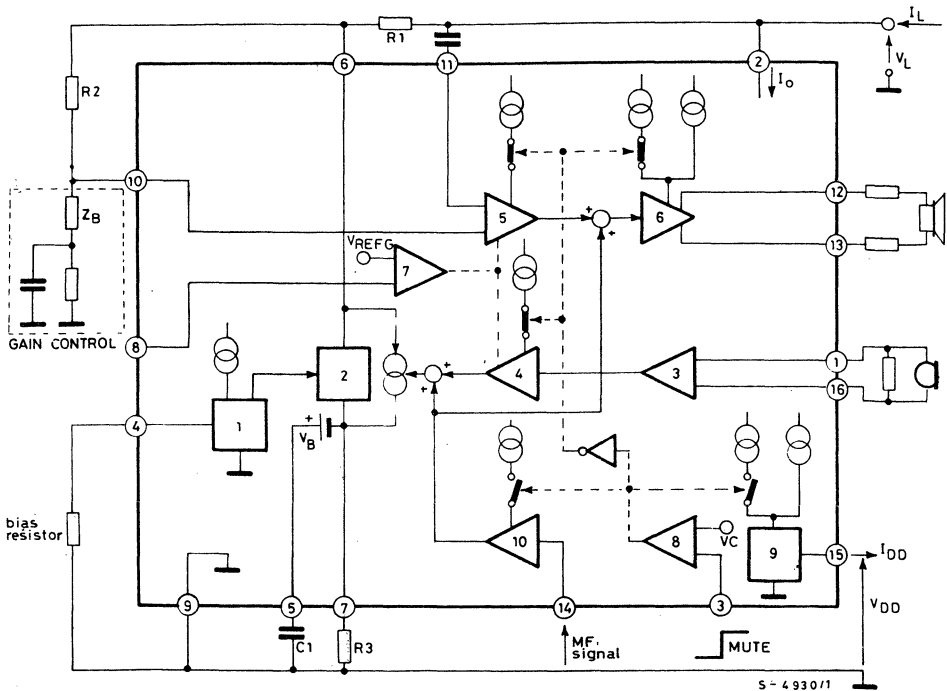 R1
I_L
V_L
6
11
2
I_o
R2
10
Z_B
GAIN CONTROL
5
+
+
6
12
13
V_REFG
7
8
1
2
+
+
4
3
1
16
4
+
V_B
bias
resistor
10
8
VC
9
15
I_DD
9
5
7
14
3
V_DD
C1
R3
MF.
signal
MUTE
S-4930/1